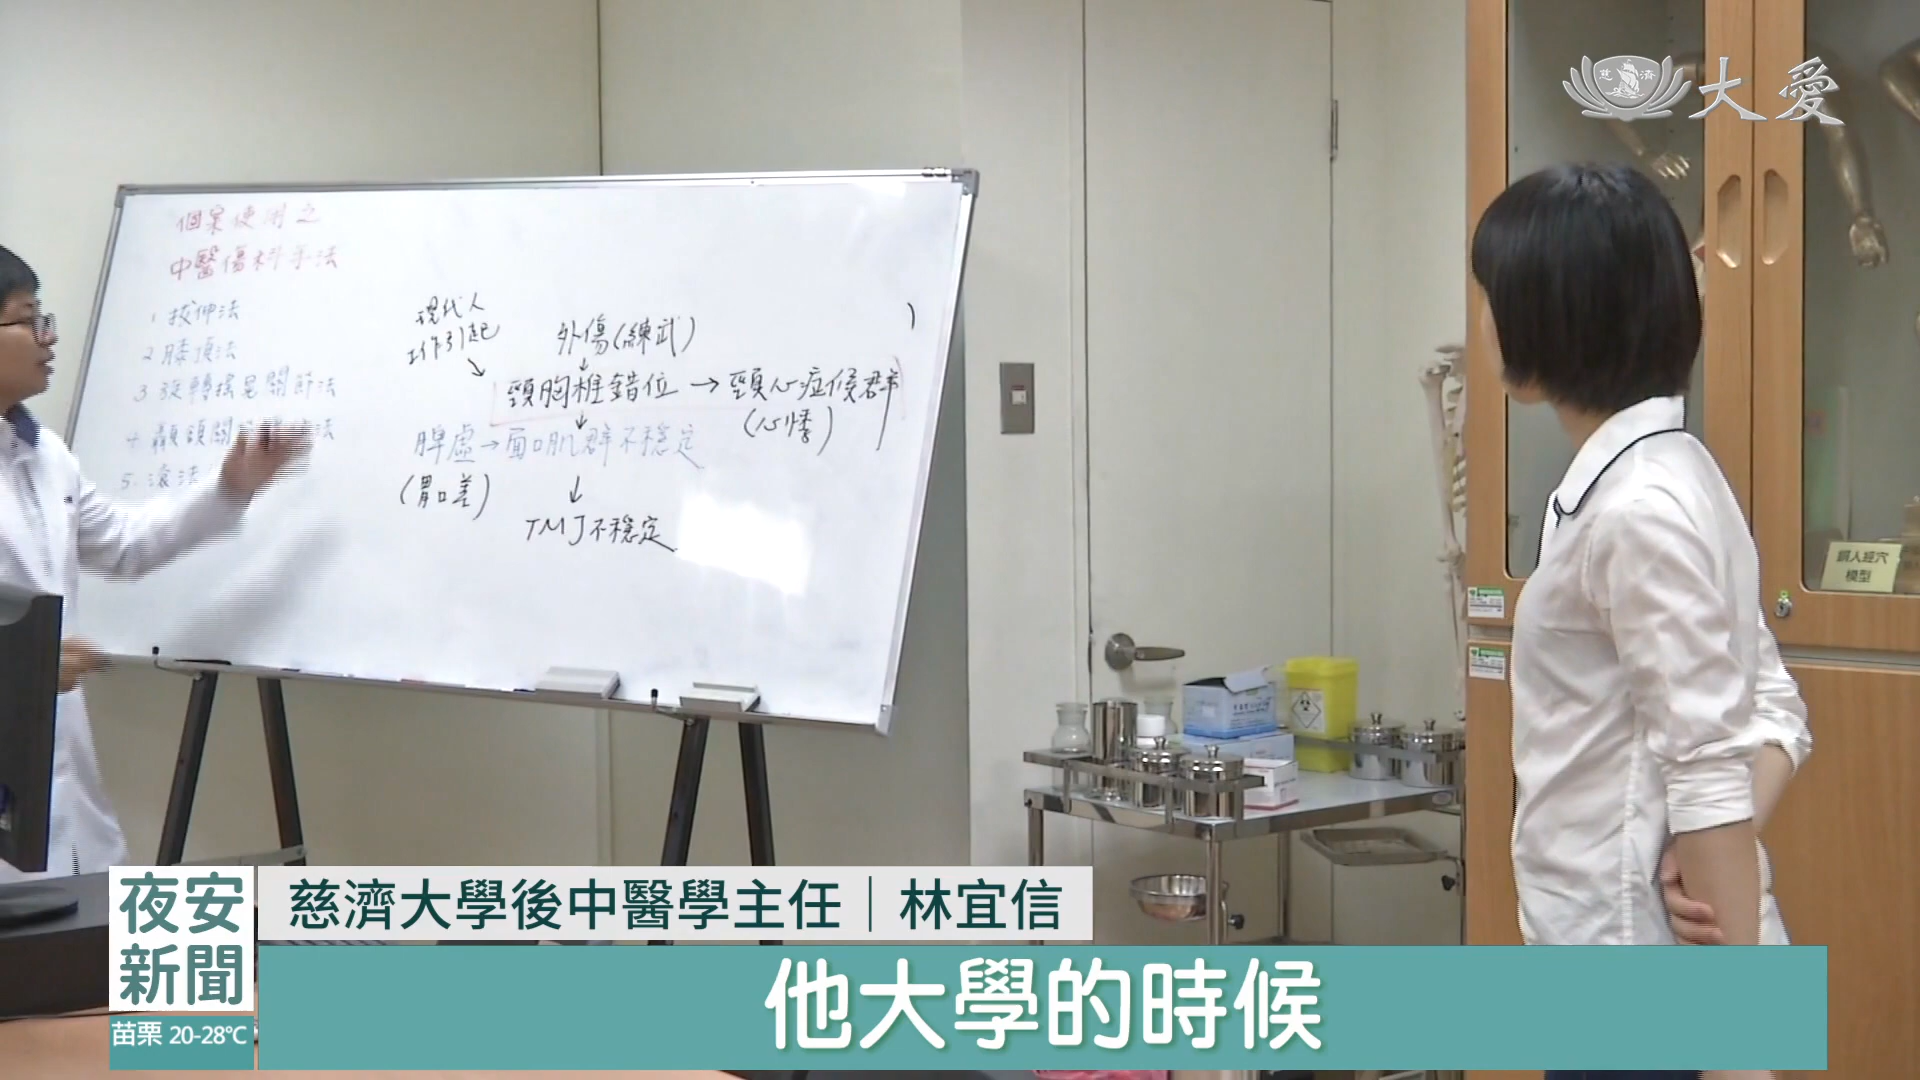 慈濟
大愛
個案使用之
中醫傷科手法
1 拔伸法
2 膝頂法
3 旋轉搖晃關節法
4 顳頜關
5. 滾法
現代人
工作引起
外傷(練武)
頸胸椎錯位→頸心症候群
(心悸)
脾虛→面口肌群不穩定
(胃口差)
TMJ不穩定
銅人經穴
模型
夜安
新聞
慈濟大學後中醫學主任｜林宜信
他大學的時候
苗栗 20-28℃